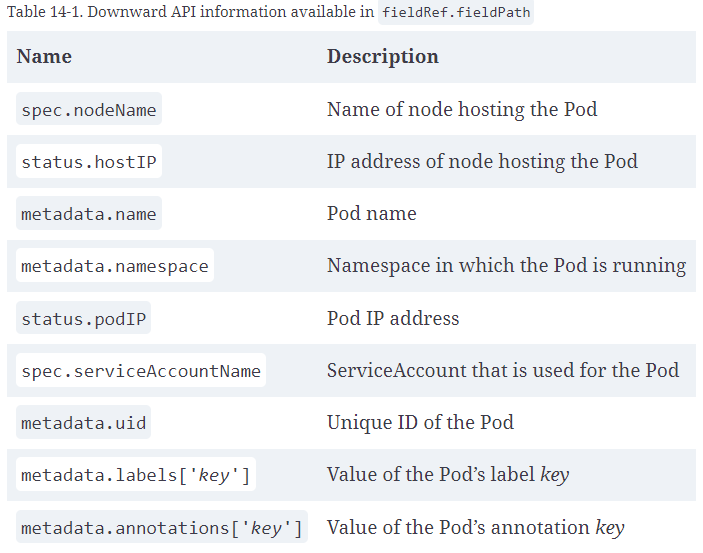 Table 14-1. Downward API information available in fieldRef.fieldPath
Name Description
spec.nodeName Name of node hosting the Pod
status.hostIP IP address of node hosting the Pod
metadata.name Pod name
metadata.namespace Namespace in which the Pod is running
status.podIP Pod IP address
spec.serviceAccountName ServiceAccount that is used for the Pod
metadata.uid Unique ID of the Pod
metadata.labels['key'] Value of the Pod’s label key
metadata.annotations['key'] Value of the Pod’s annotation key